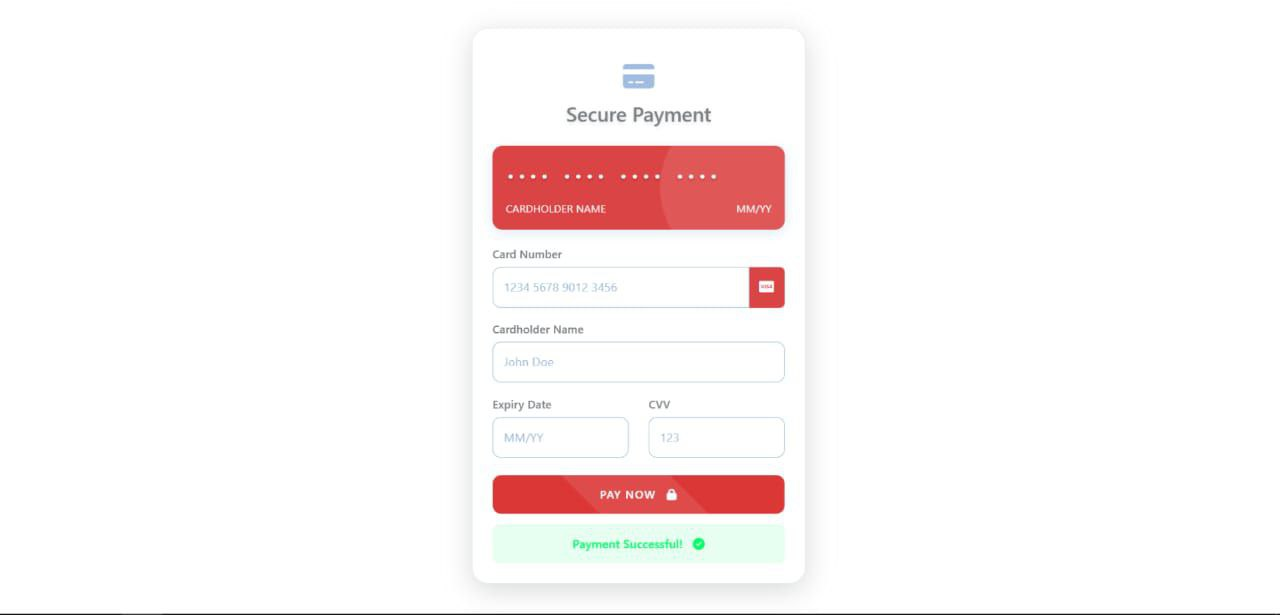 Secure Payment
•••• •••• •••• ••••
CARDHOLDER NAME MM/YY
Card Number
1234 5678 9012 3456
VISA
Cardholder Name
John Doe
Expiry Date CVV
MM/YY 123
PAY NOW
Payment Successful!